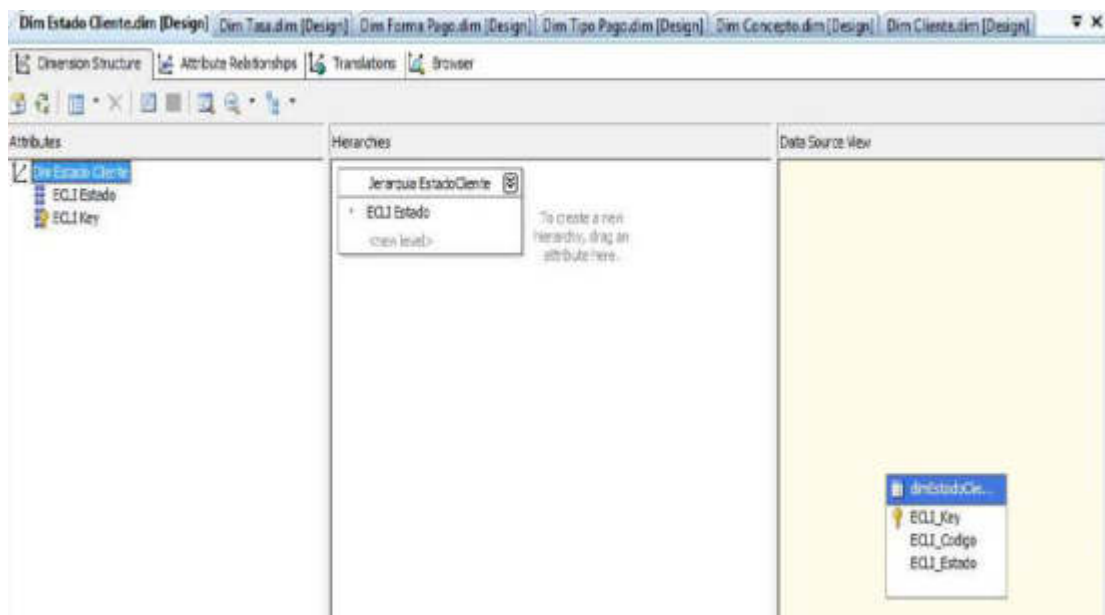 Dim Estado Cliente.dim [Design] Dim Tasa.dim [Design] Dim Forma Pago.dim [Design] Dim Tipo Pago.dim [Design] Dim Concepto.dim [Design] Dim Cliente.dim [Design]
Dimension Structure Attribute Relationships Translations Browser
Attributes Hierarchies Data Source View
Dim Estado Cliente
ECLI Estado
ECLI Key
Jerarquia EstadoCliente
ECLI Estado
<new level>
To create a new
hierarchy, drag an
attribute here.
dimEstadoClie...
ECLI_Key
ECLI_Codigo
ECLI_Estado